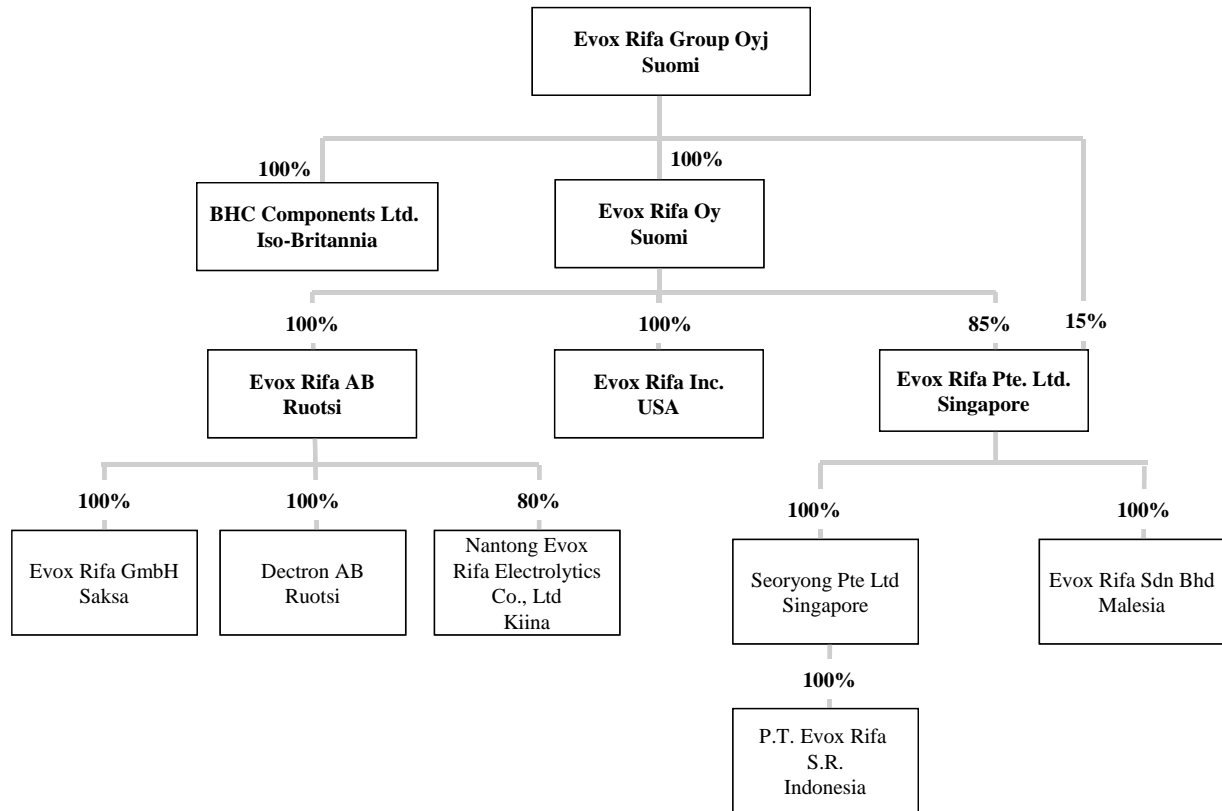 Evox Rifa Group Oyj
Suomi
100%
100%
BHC Components Ltd.
Iso-Britannia
Evox Rifa Oy
Suomi
100%
100%
85%
15%
Evox Rifa AB
Ruotsi
Evox Rifa Inc.
USA
Evox Rifa Pte. Ltd.
Singapore
100%
100%
80%
100%
100%
Evox Rifa GmbH
Saksa
Dectron AB
Ruotsi
Nantong Evox
Rifa Electrolytics
Co., Ltd
Kiina
Seoryong Pte Ltd
Singapore
Evox Rifa Sdn Bhd
Malesia
100%
P.T. Evox Rifa
S.R.
Indonesia